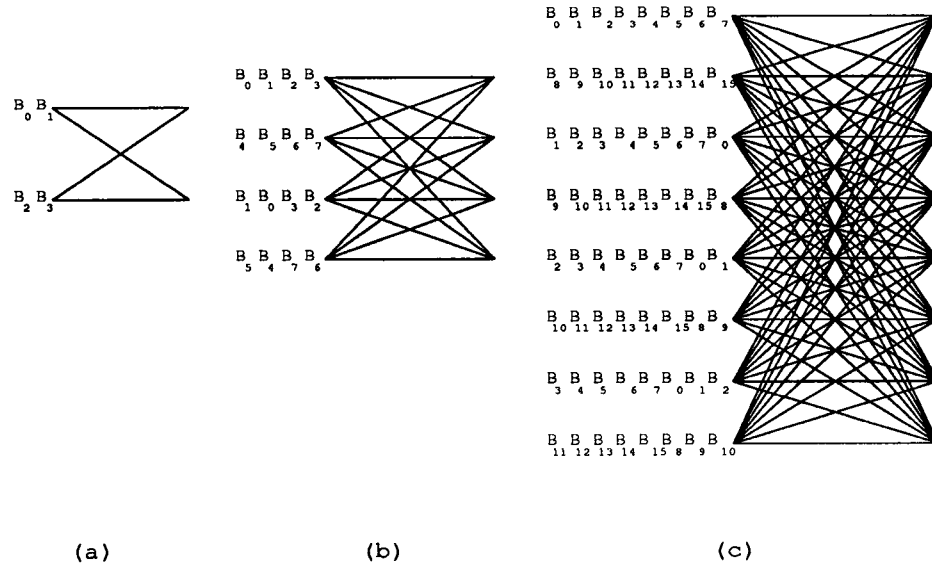 B0 B1
B2 B3
(a)
B0 B1 B2 B3
B4 B5 B6 B7
B1 B0 B3 B2
B5 B4 B7 B6
(b)
B0 B1 B2 B3 B4 B5 B6 B7
B8 B9 B10 B11 B12 B13 B14 B15
B1 B2 B3 B4 B5 B6 B7 B0
B9 B10 B11 B12 B13 B14 B15 B8
B2 B3 B4 B5 B6 B7 B0 B1
B10 B11 B12 B13 B14 B15 B8 B9
B3 B4 B5 B6 B7 B0 B1 B2
B11 B12 B13 B14 B15 B8 B9 B10
(c)